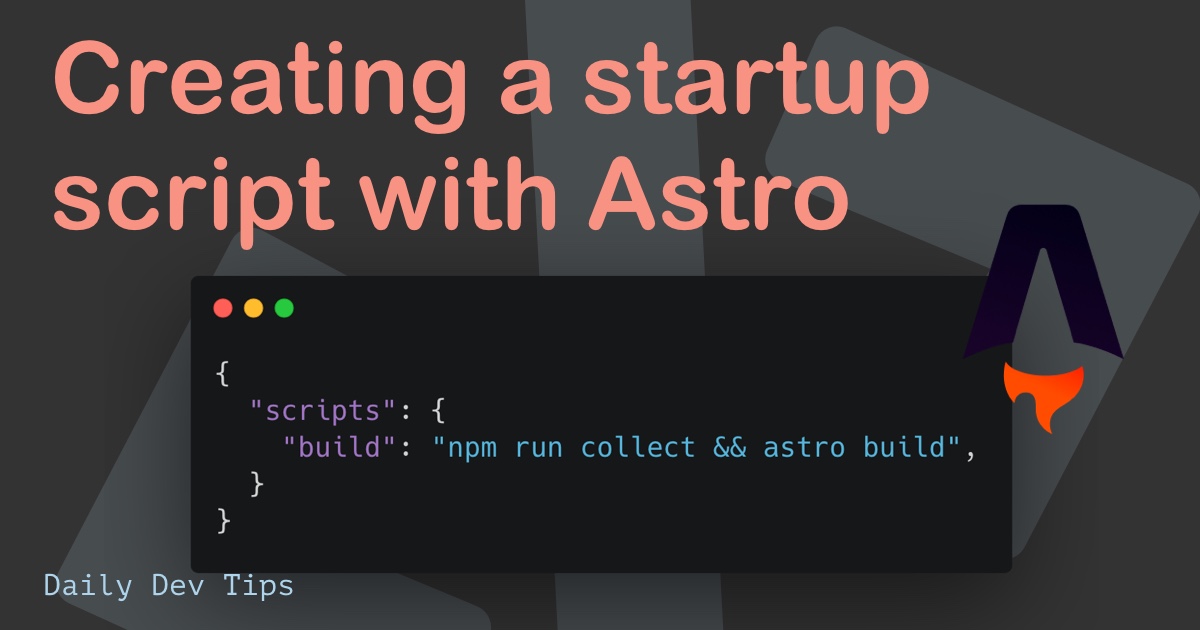 Creating a startup
script with Astro
{
  "scripts": {
    "build": "npm run collect && astro build",
  }
}
Daily Dev Tips